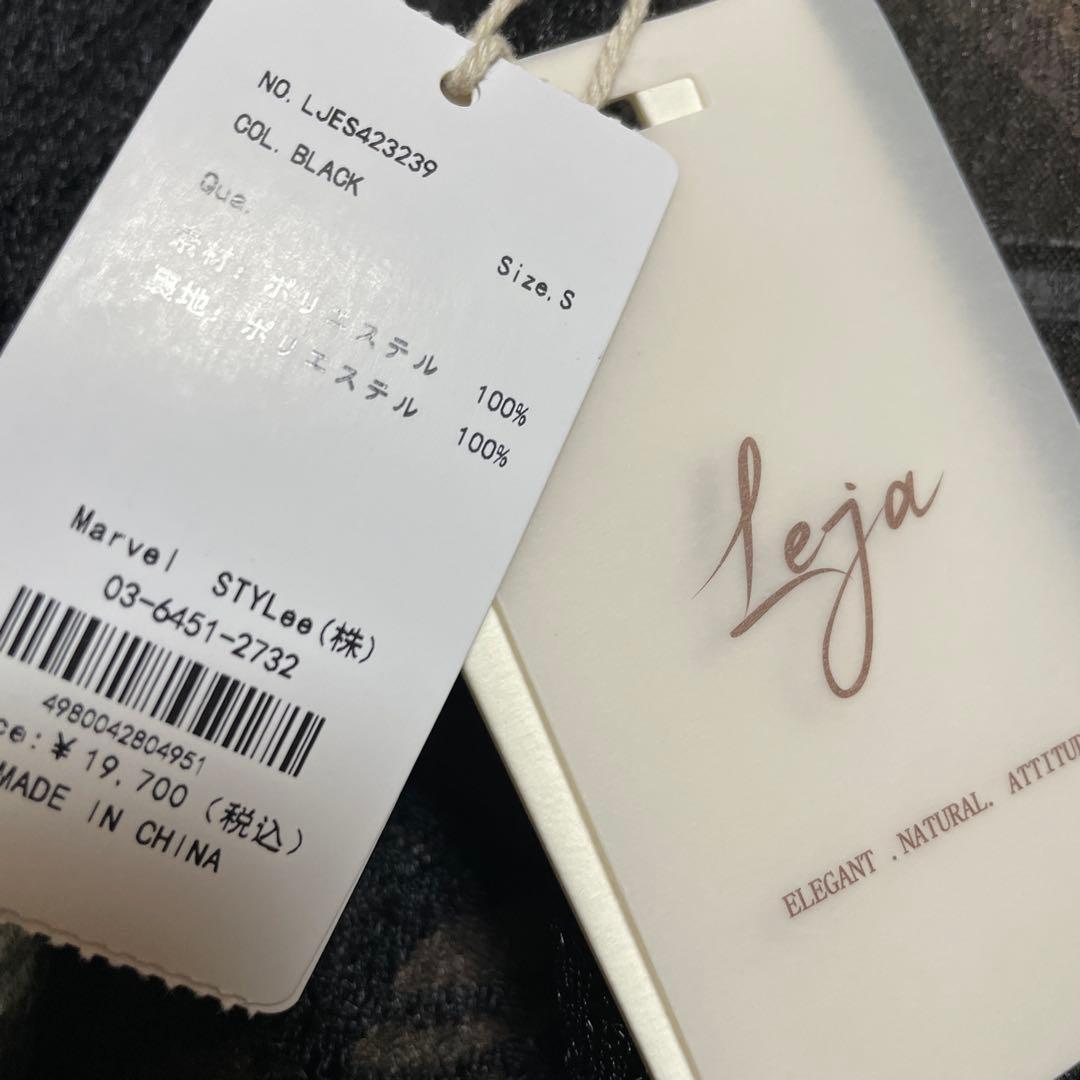 NO. LJES423239
COL. BLACK
Qua.
Size. S
素材: ポリエステル 100%
裏地: ポリエステル 100%
Marvel STYLee(株)
03-6451-2732
4980042804951
ce: ¥ 19,700 (税込)
MADE IN CHINA
Leja
ELEGANT .NATURAL. ATTITUD